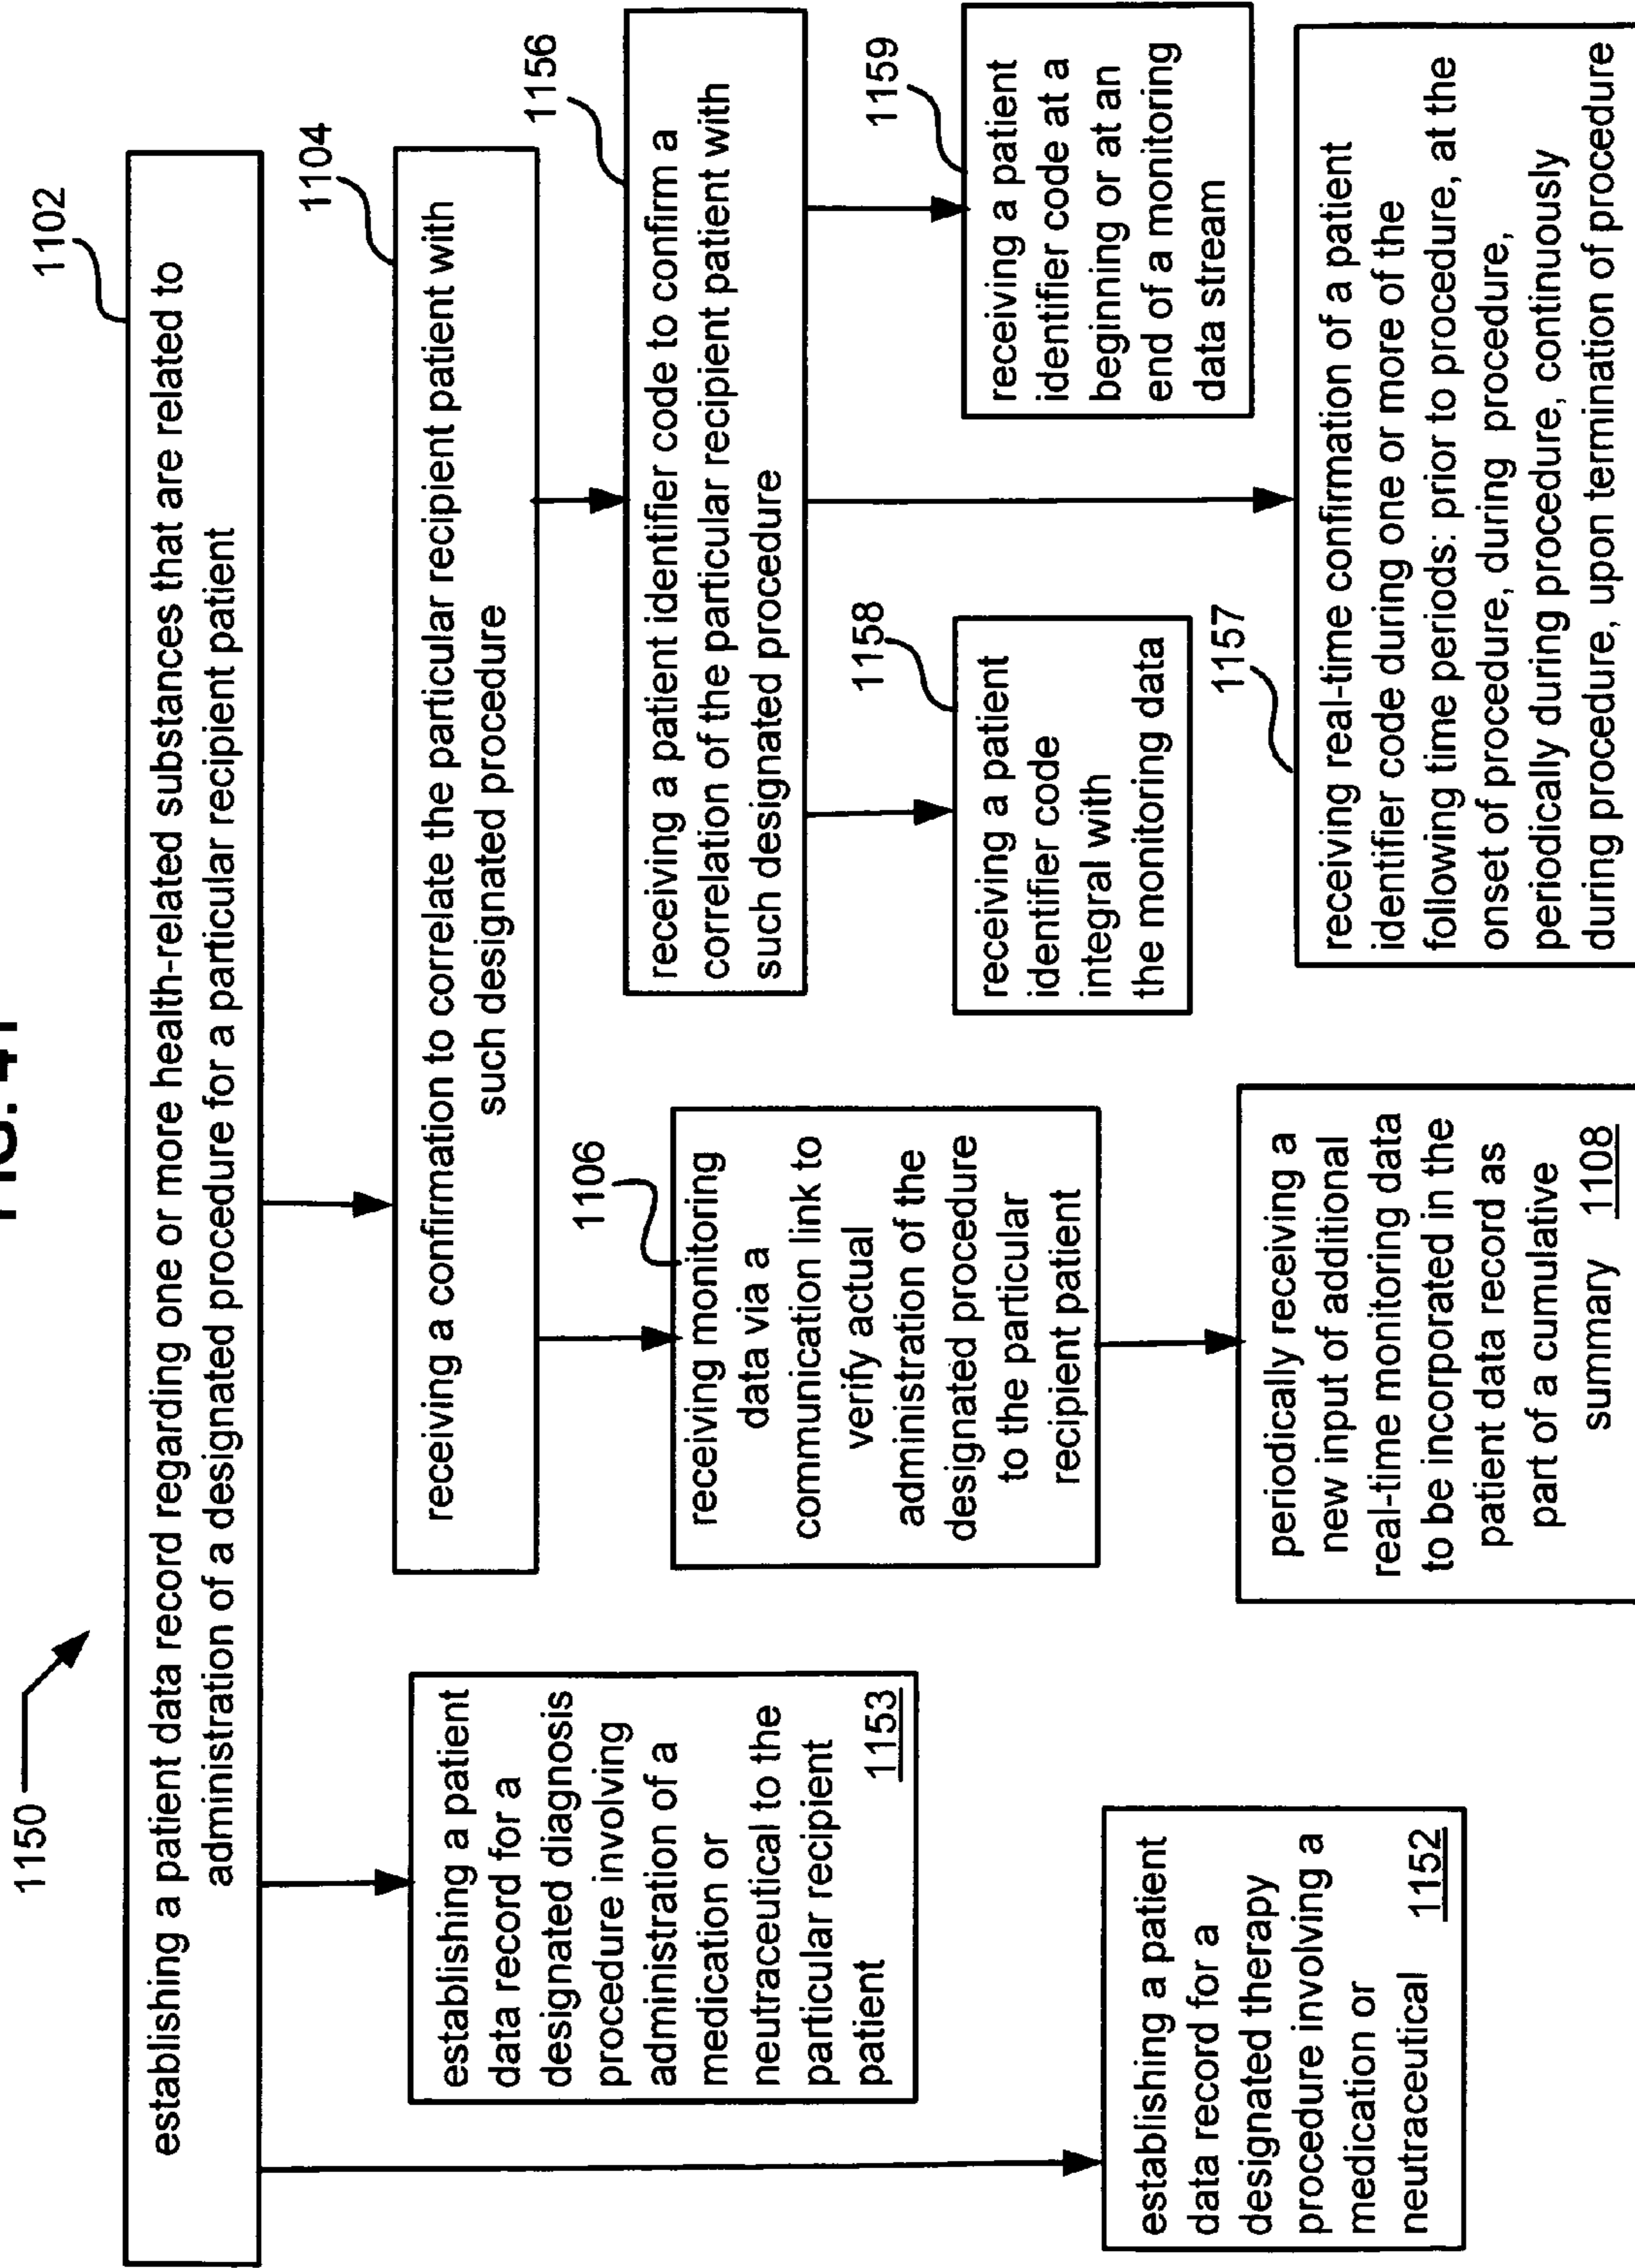 FIG. 41
1150
1102
establishing a patient data record regarding one or more health-related substances that are related to
administration of a designated procedure for a particular recipient patient
1104
receiving a confirmation to correlate the particular recipient patient with
such designated procedure
establishing a patient
data record for a
designated diagnosis
procedure involving
administration of a
medication or
neutraceutical to the
particular recipient
patient 1153
establishing a patient
data record for a
designated therapy
procedure involving a
medication or
neutraceutical 1152
1106
receiving monitoring
data via a
communication link to
verify actual
administration of the
designated procedure
to the particular
recipient patient
periodically receiving a
new input of additional
real-time monitoring data
to be incorporated in the
patient data record as
part of a cumulative
summary 1108
1156
receiving a patient identifier code to confirm a
correlation of the particular recipient patient with
such designated procedure
1158
receiving a patient
identifier code
integral with
the monitoring data
1159
receiving a patient
identifier code at a
beginning or at an
end of a monitoring
data stream
1157
receiving real-time confirmation of a patient
identifier code during one or more of the
following time periods: prior to procedure, at the
onset of procedure, during procedure,
periodically during procedure, continuously
during procedure, upon termination of procedure